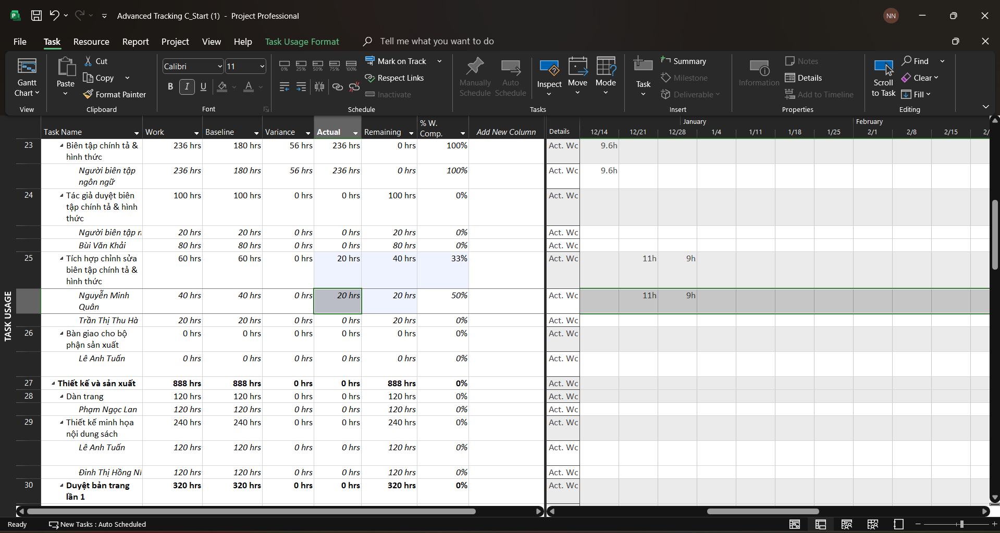 Advanced Tracking C_Start (1) - Project Professional
NN
File Task Resource Report Project View Help Task Usage Format Tell me what you want to do
Gantt Chart
View
Paste
Cut
Copy
Format Painter
Clipboard
Calibri 11
B I U A
Font
0% 25% 50% 75% 100%
Mark on Track
Respect Links
Inactivate
Schedule
Manually Schedule
Auto Schedule
Inspect
Move
Mode
Tasks
Task
Summary
Milestone
Deliverable
Insert
Information
Notes
Details
Add to Timeline
Properties
Scroll to Task
Find
Clear
Fill
Editing
TASK USAGE
Task Name Work Baseline Variance Actual Remaining % W. Comp. Add New Column Details
January February
12/14 12/21 12/28 1/4 1/11 1/18 1/25 2/1 2/8 2/15 2/
23 Biên tập chính tả & 236 hrs 180 hrs 56 hrs 236 hrs 0 hrs 100% Act. Wc 9.6h
hình thức
Người biên tập 236 hrs 180 hrs 56 hrs 236 hrs 0 hrs 100% Act. Wc 9.6h
ngôn ngữ
24 Tác giả duyệt biên 100 hrs 100 hrs 0 hrs 0 hrs 100 hrs 0% Act. Wc
tập chính tả & hình
thức
Người biên tập n 20 hrs 20 hrs 0 hrs 0 hrs 20 hrs 0% Act. Wc
Bùi Văn Khải 80 hrs 80 hrs 0 hrs 0 hrs 80 hrs 0% Act. Wc
25 Tích hợp chỉnh sửa 60 hrs 60 hrs 0 hrs 20 hrs 40 hrs 33% Act. Wc 11h 9h
biên tập chính tả &
hình thức
Nguyễn Minh 40 hrs 40 hrs 0 hrs 20 hrs 20 hrs 50% Act. Wc 11h 9h
Quân
Trần Thị Thu Hà 20 hrs 20 hrs 0 hrs 0 hrs 20 hrs 0% Act. Wc
26 Bàn giao cho bộ 0 hrs 0 hrs 0 hrs 0 hrs 0 hrs 0% Act. Wc
phận sản xuất
Lê Anh Tuấn 0 hrs 0 hrs 0 hrs 0 hrs 0 hrs 0% Act. Wc
27 Thiết kế và sản xuất 888 hrs 888 hrs 0 hrs 0 hrs 888 hrs 0% Act. Wc
28 Dàn trang 120 hrs 120 hrs 0 hrs 0 hrs 120 hrs 0% Act. Wc
Phạm Ngọc Lan 120 hrs 120 hrs 0 hrs 0 hrs 120 hrs 0% Act. Wc
29 Thiết kế minh họa 240 hrs 240 hrs 0 hrs 0 hrs 240 hrs 0% Act. Wc
nội dung sách
Lê Anh Tuấn 120 hrs 120 hrs 0 hrs 0 hrs 120 hrs 0% Act. Wc
Đinh Thị Hồng Nh 120 hrs 120 hrs 0 hrs 0 hrs 120 hrs 0% Act. Wc
30 Duyệt bản trang 320 hrs 320 hrs 0 hrs 0 hrs 320 hrs 0% Act. Wc
lần 1
Ready New Tasks : Auto Scheduled